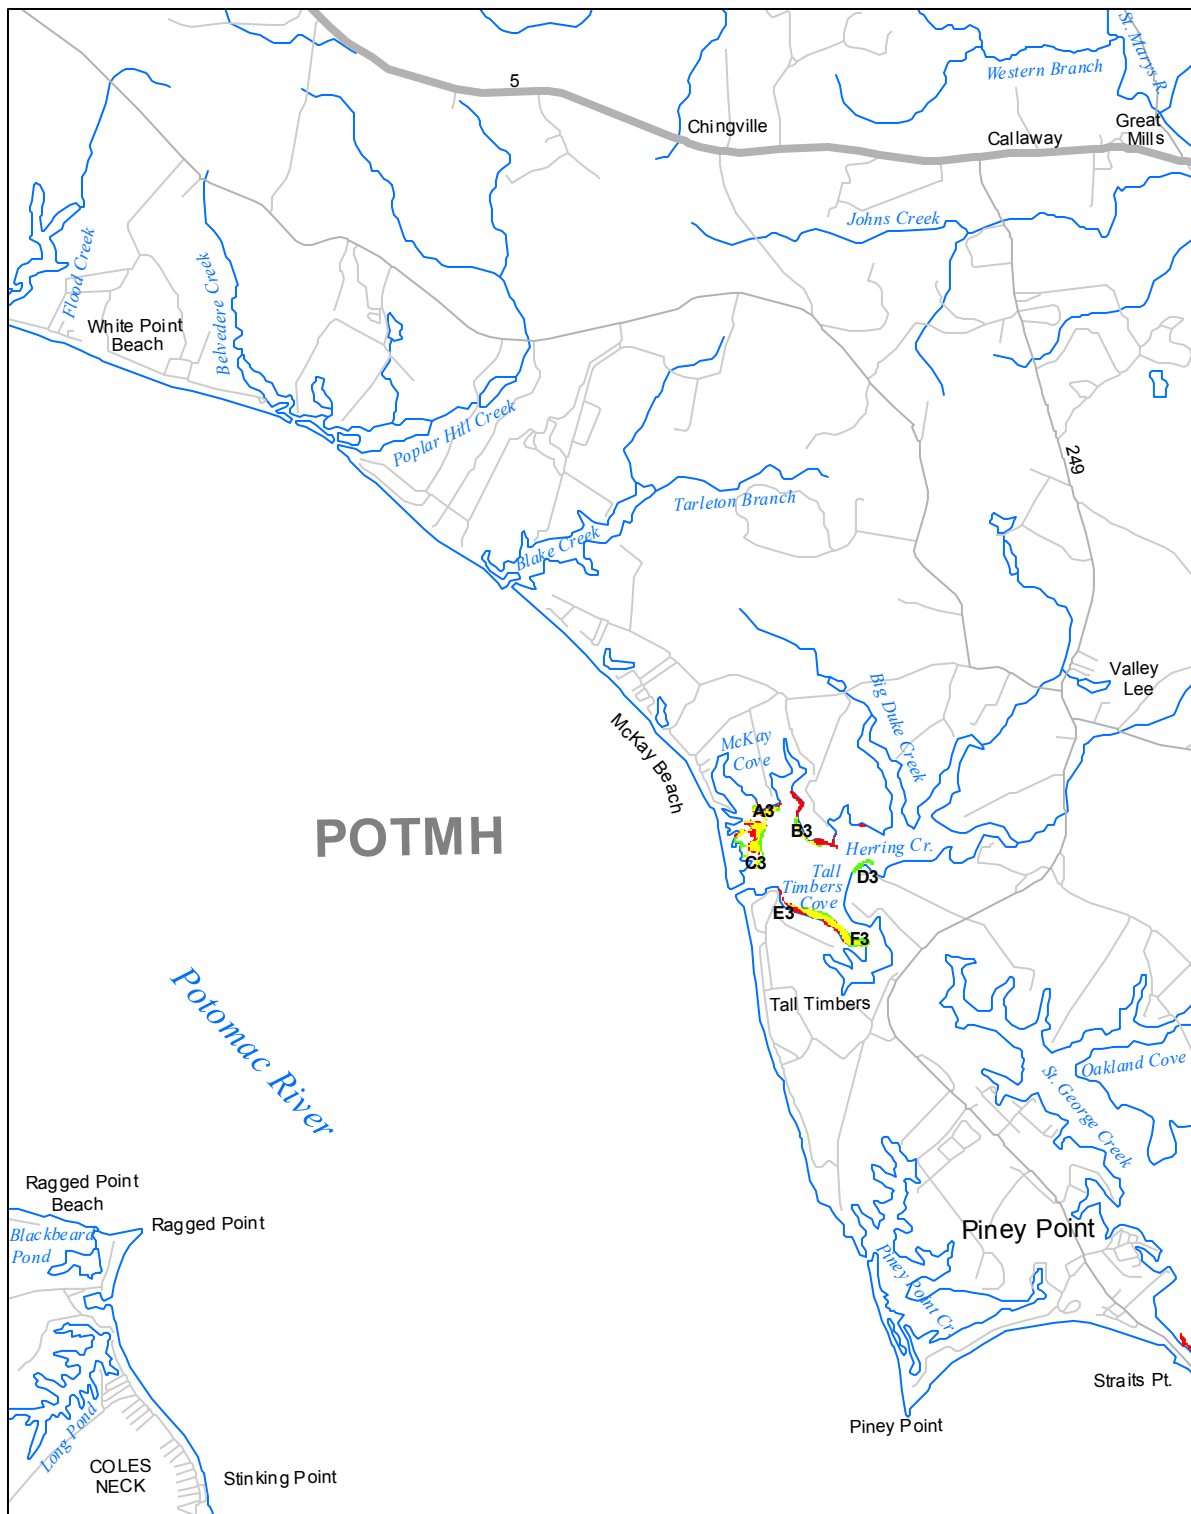 St. Marys R.
Western Branch
5
Chingville
Callaway
Great
Mills
Johns Creek
Flood Creek
Belvedere Creek
White Point
Beach
Poplar Hill Creek
249
Tarleton Branch
Blake Creek
Valley
Lee
Big Duke Creek
McKay Beach
McKay
Cove
A3
B3
C3
POTMH
Herring Cr.
D3
Tall
Timbers
Cove
E3
F3
Tall Timbers
Potomac River
Oakland Cove
St. George Creek
Ragged Point
Beach
Ragged Point
Blackbeard
Pond
Piney Point
Piney Point Cr.
Straits Pt.
Piney Point
Long Pond
COLES
NECK
Stinking Point